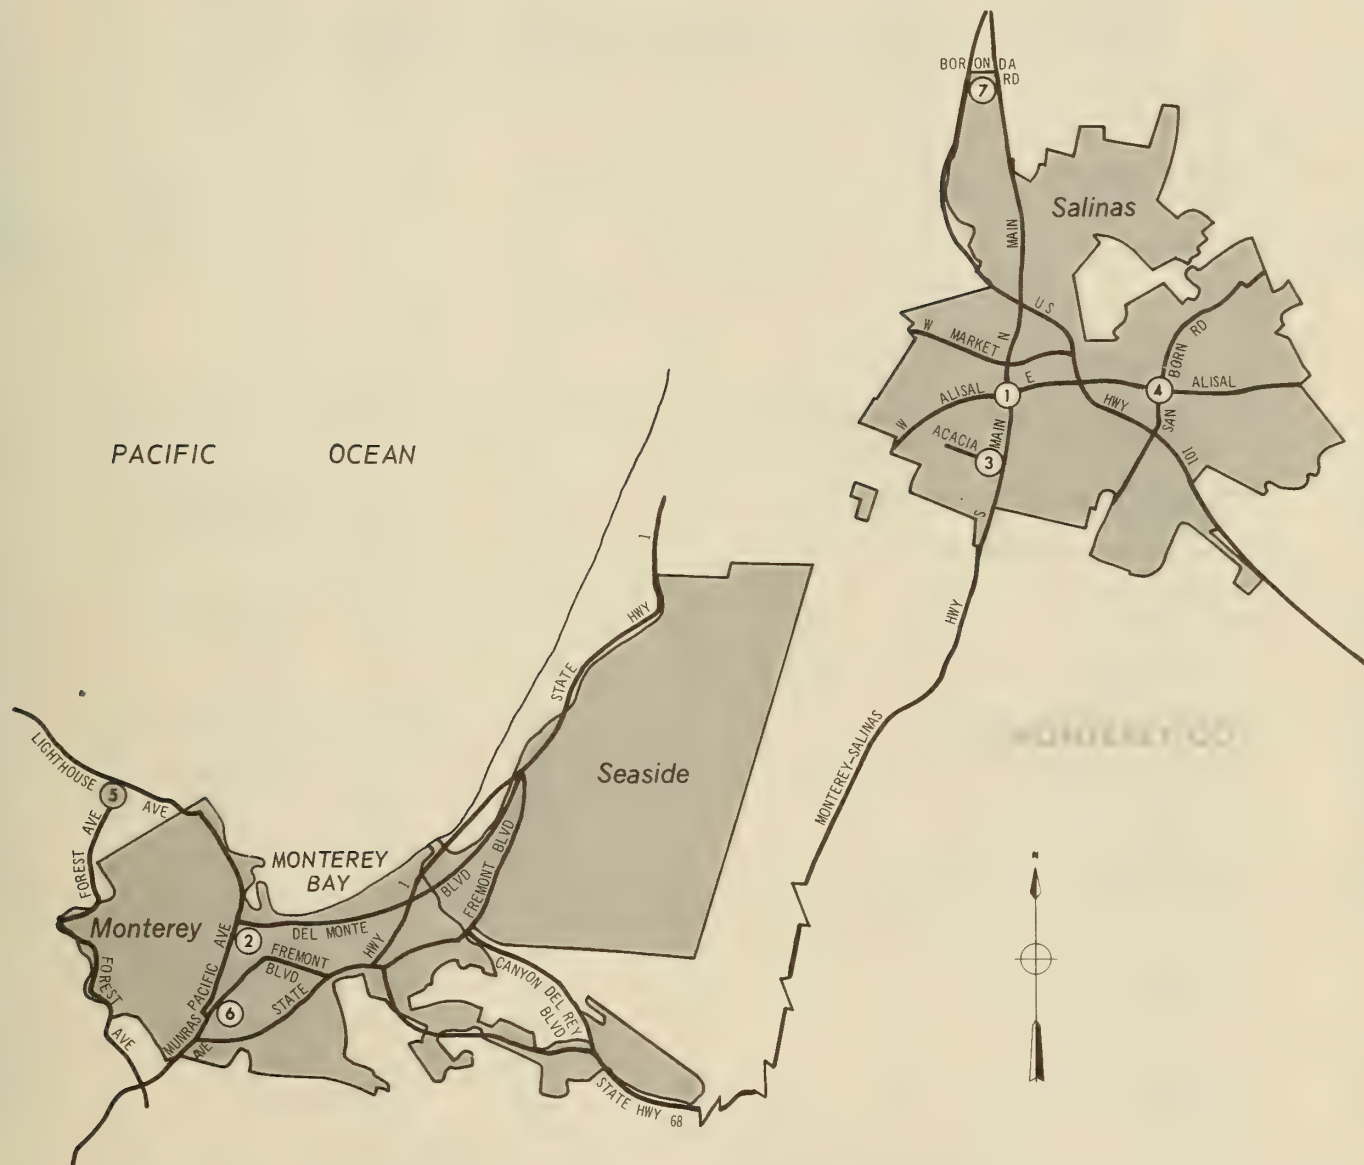 BORONDA
RD
7
Salinas
MAIN
N
U S
W MARKET
BORN RD
SAN
E ALISAL
W ALISAL
1
4
HWY
101
ACACIA
3
MAIN
S
PACIFIC OCEAN
1
HWY
STATE
HWY
MONTEREY-SALINAS
Seaside
LIGHTHOUSE AVE
5
FOREST AVE
MONTEREY
BAY
1
BLVD
FREMONT BLVD
Monterey
PACIFIC AVE
2
DEL MONTE
HWY
FREMONT
BLVD
STATE
CANYON DEL REY
BLVD
FOREST AVE
6
MUNRAS
AVE
STATE HWY 68
N